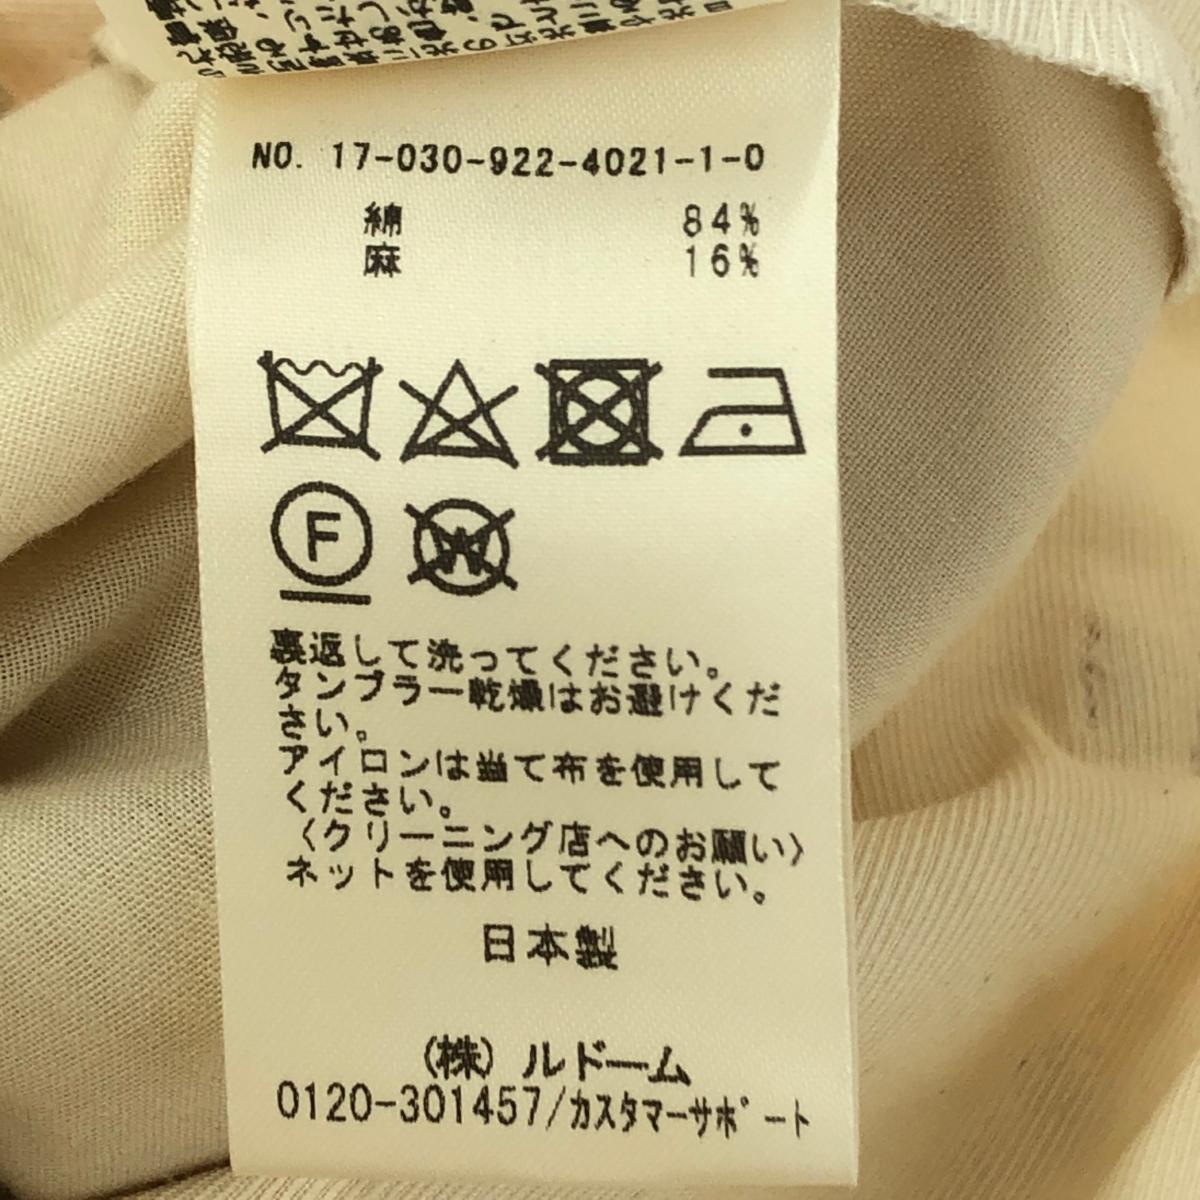 NO. 17-030-922-4021-1-0
綿 84%
麻 16%
F
W
裏返して洗ってください。
タンブラー乾燥はお避けくだ
さい。
アイロンは当て布を使用して
ください。
〈クリーニング店へのお願い〉
ネットを使用してください。
日本製
(株)ルドーム
0120-301457/カスタマーサポート